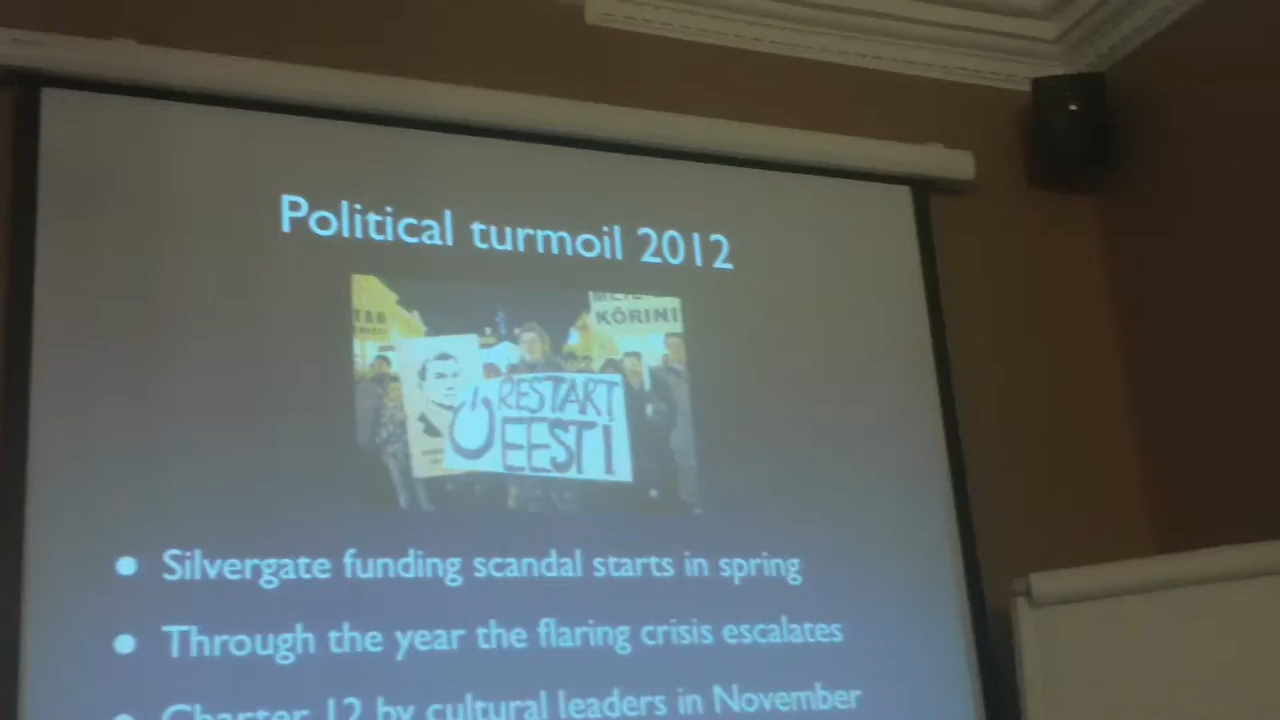 Political turmoil 2012
KÕRINI
RESTART
EESTI
Silvergate funding scandal starts in spring
Through the year the flaring crisis escalates
Charter 12 by cultural leaders in November